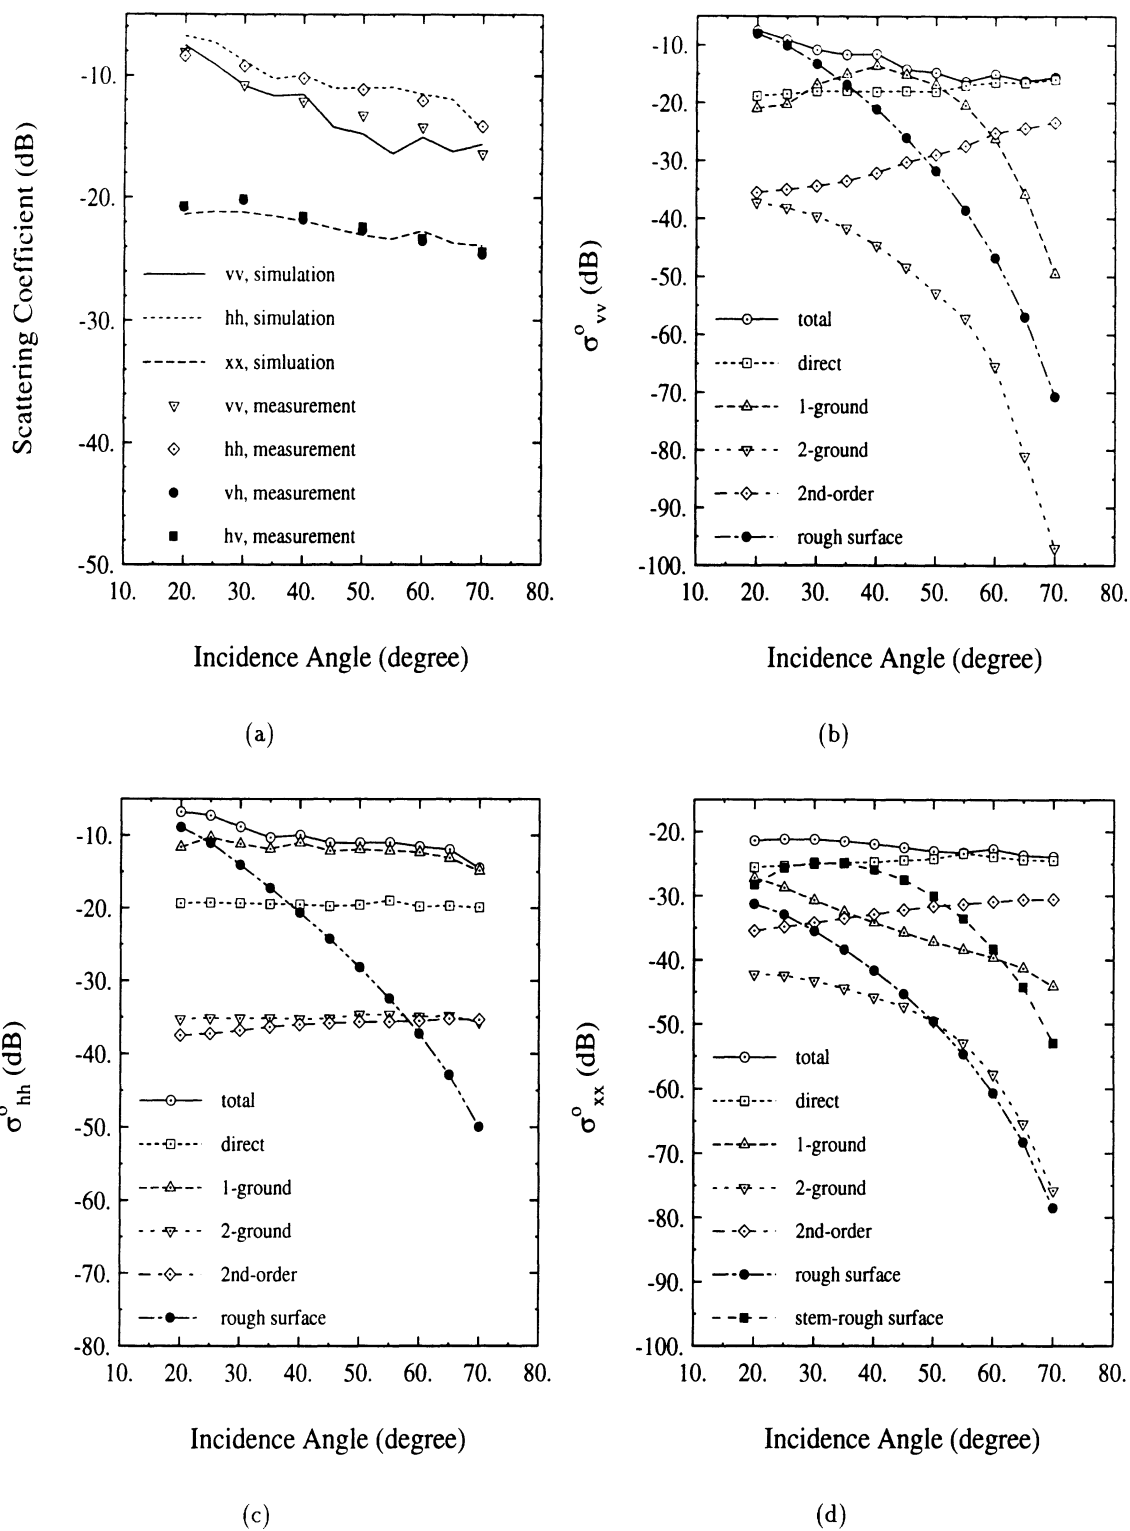 Scattering Coefficient (dB)
-10.
-20.
-30.
-40.
-50.
vv, simulation
hh, simulation
xx, simluation
vv, measurement
hh, measurement
vh, measurement
hv, measurement
10. 20. 30. 40. 50. 60. 70. 80.
Incidence Angle (degree)
(a)
σ°vv (dB)
-10.
-20.
-30.
-40.
-50.
-60.
-70.
-80.
-90.
-100.
total
direct
1-ground
2-ground
2nd-order
rough surface
10. 20. 30. 40. 50. 60. 70. 80.
Incidence Angle (degree)
(b)
σ°hh (dB)
-10.
-20.
-30.
-40.
-50.
-60.
-70.
-80.
total
direct
1-ground
2-ground
2nd-order
rough surface
10. 20. 30. 40. 50. 60. 70. 80.
Incidence Angle (degree)
(c)
σ°xx (dB)
-20.
-30.
-40.
-50.
-60.
-70.
-80.
-90.
-100.
total
direct
1-ground
2-ground
2nd-order
rough surface
stem-rough surface
10. 20. 30. 40. 50. 60. 70. 80.
Incidence Angle (degree)
(d)